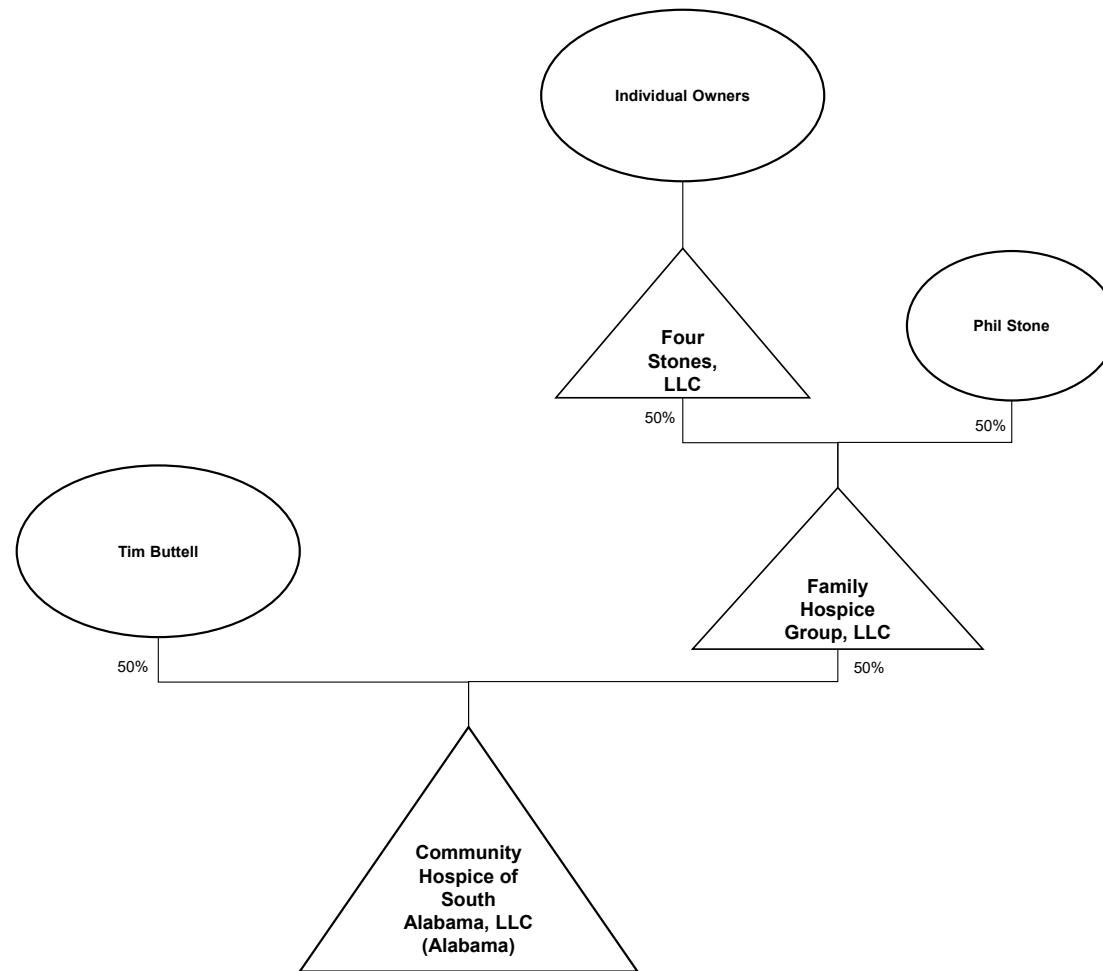 Individual Owners
Four
Stones,
LLC
Phil Stone
50%
50%
Tim Buttell
Family
Hospice
Group, LLC
50%
50%
Community
Hospice of
South
Alabama, LLC
(Alabama)